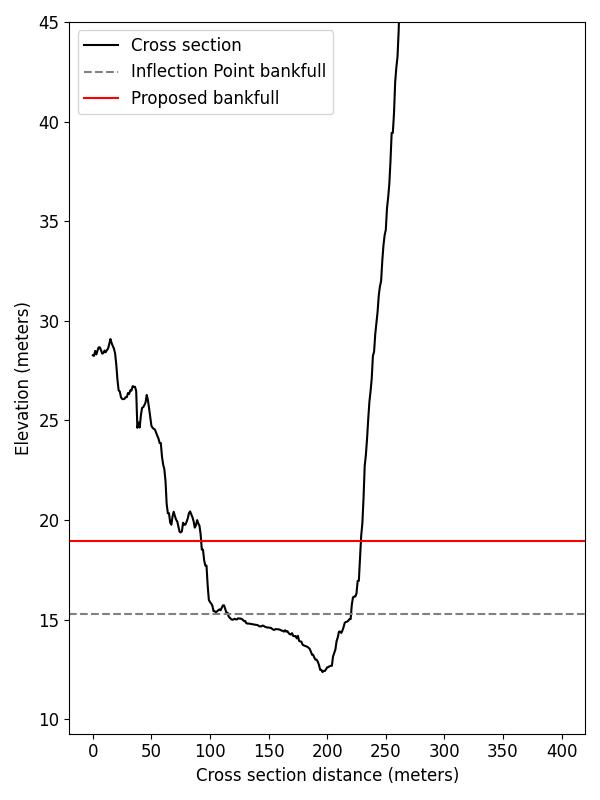 Cross section
Inflection Point bankfull
Proposed bankfull
45
40
35
30
25
20
15
10
Elevation (meters)
0 50 100 150 200 250 300 350 400
Cross section distance (meters)